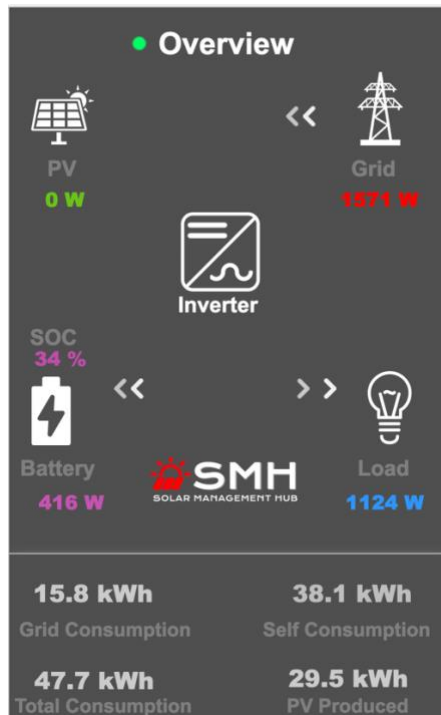 Overview
PV
Grid
0 W
1571 W
Inverter
SOC
34 %
Battery
SMH
Load
SOLAR MANAGEMENT HUB
416 W
1124 W
15.8 kWh
38.1 kWh
Grid Consumption
Self Consumption
47.7 kWh
29.5 kWh
Total Consumption
PV Produced